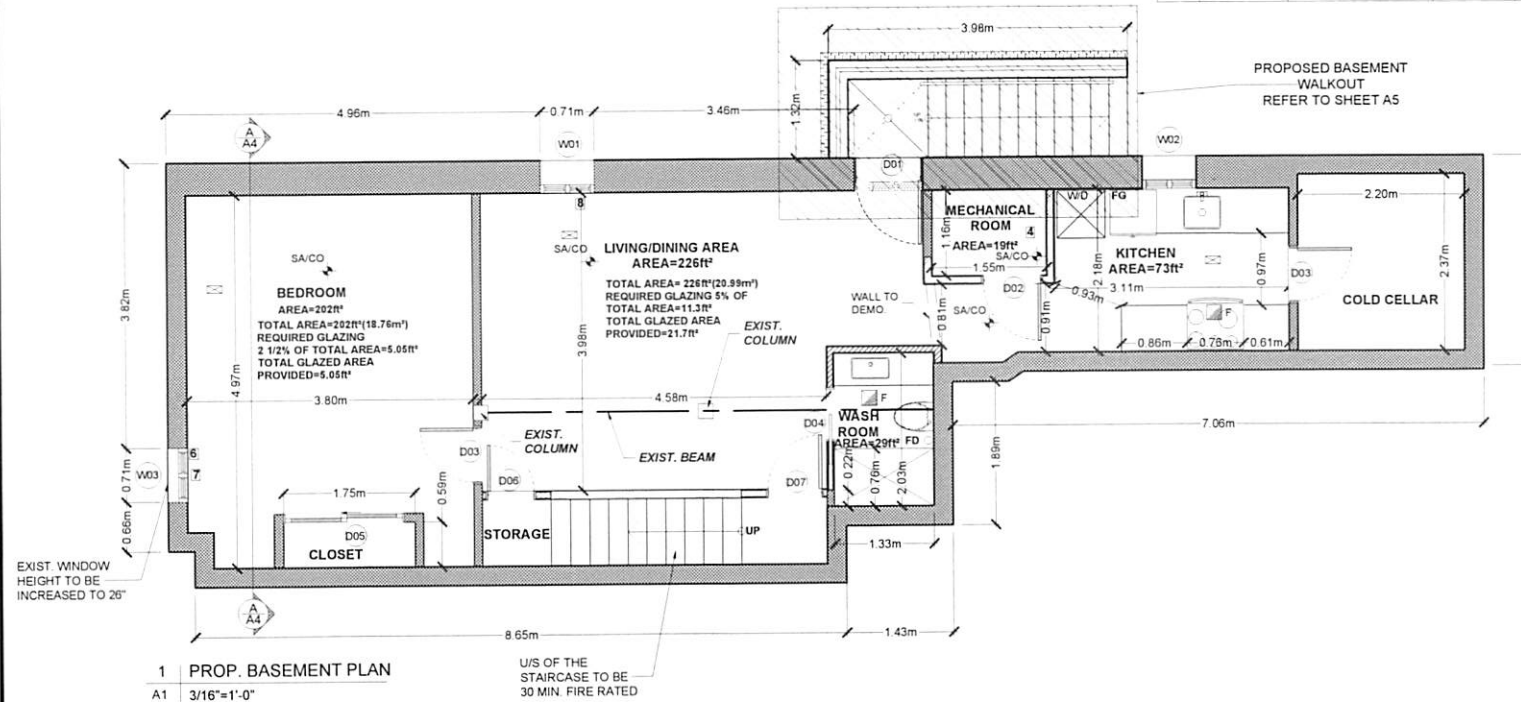 3.98m
PROPOSED BASEMENT
WALKOUT
REFER TO SHEET A5
4.96m
0.71m
3.46m
1.32m
A
A4
W01
D01
W02
3.82m
8
SA/CO
SA/CO
BEDROOM
AREA=202ft²
TOTAL AREA=202ft²(18.76m²)
REQUIRED GLAZING
2 1/2% OF TOTAL AREA=5.05ft²
TOTAL GLAZED AREA
PROVIDED=5.05ft²
4.97m
3.80m
LIVING/DINING AREA
AREA=226ft²
TOTAL AREA= 226ft²(20.99m²)
REQUIRED GLAZING 5% OF
TOTAL AREA=11.3ft²
TOTAL GLAZED AREA
PROVIDED=21.7ft²
3.98m
EXIST.
COLUMN
4.58m
MECHANICAL
ROOM
AREA=19ft²
4
SA/CO
1.16m
1.55m
WALL TO
DEMO.
0.81m
SA/CO
D02
0.91m
W/D
FG
KITCHEN
AREA=73ft²
2.18m
3.11m
0.93m
0.97m
F
0.86m
0.76m
0.61m
D03
2.20m
2.37m
COLD CELLAR
EXIST.
COLUMN
EXIST. BEAM
D03
D06
D07
D04
F
WASH
ROOM
AREA=29ft²
FD
0.22m
0.76m
2.03m
1.33m
1.89m
7.06m
W03
6
7
0.71m
0.66m
1.75m
0.59m
D05
CLOSET
STORAGE
UP
EXIST. WINDOW
HEIGHT TO BE
INCREASED TO 26"
A
A4
8.65m
1.43m
U/S OF THE
STAIRCASE TO BE
30 MIN. FIRE RATED
1 PROP. BASEMENT PLAN
A1 3/16"=1'-0"